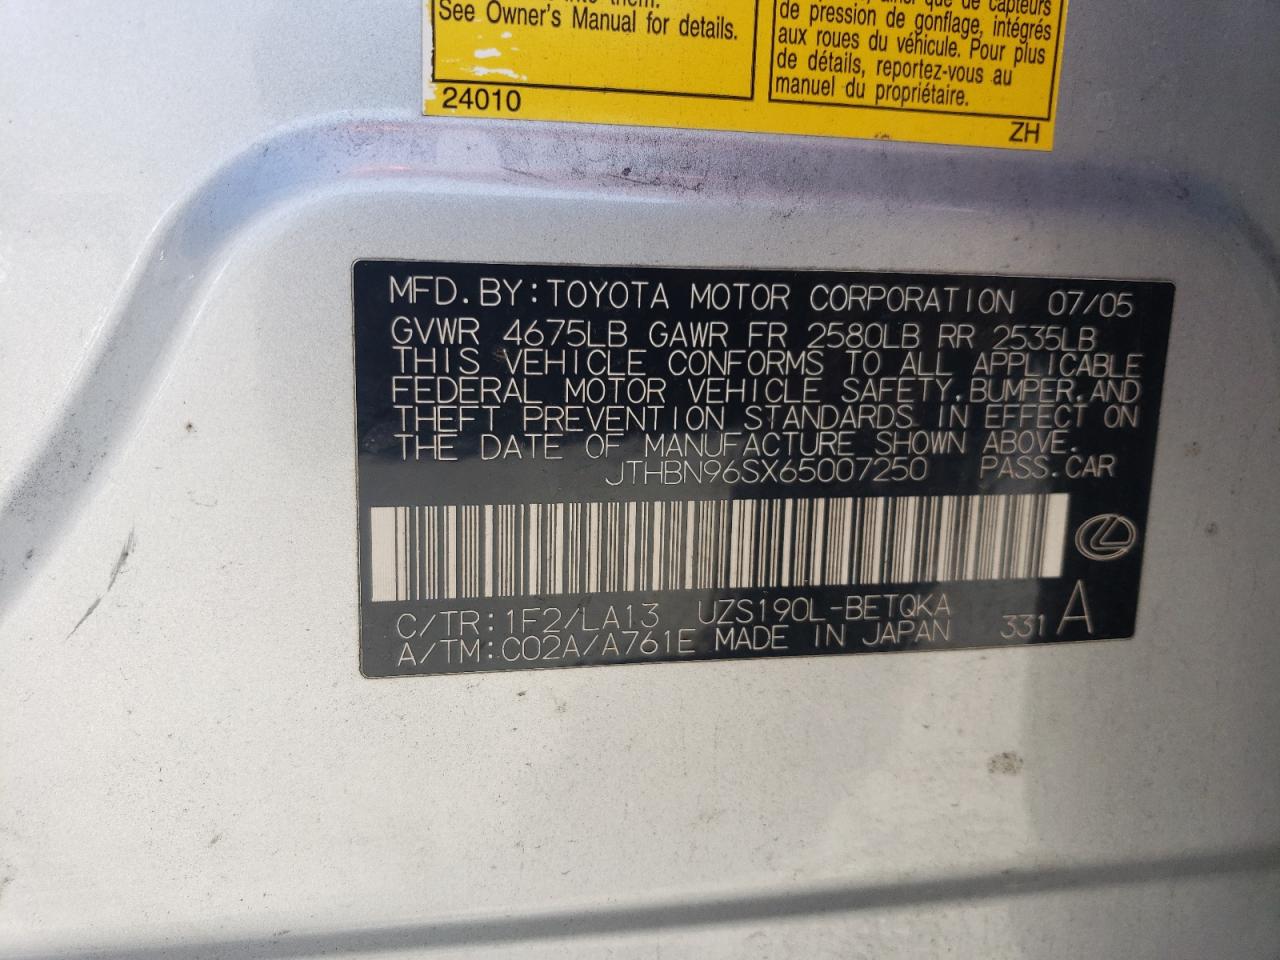 See Owner's Manual for details.
24010
de pression de gonflage, intégrés
aux roues du véhicule. Pour plus
de détails, reportez-vous au
manuel du propriétaire.
ZH
MFD.BY:TOYOTA MOTOR CORPORATION 07/05
GVWR 4675LB GAWR FR 2580LB RR 2535LB
THIS VEHICLE CONFORMS TO ALL APPLICABLE
FEDERAL MOTOR VEHICLE SAFETY,BUMPER,AND
THEFT PREVENTION STANDARDS IN EFFECT ON
THE DATE OF MANUFACTURE SHOWN ABOVE.
JTHBN96SX65007250 PASS.CAR
C/TR:1F2/LA13 UZS190L-BETQKA
A/TM:C02A/A761E MADE IN JAPAN 331 A